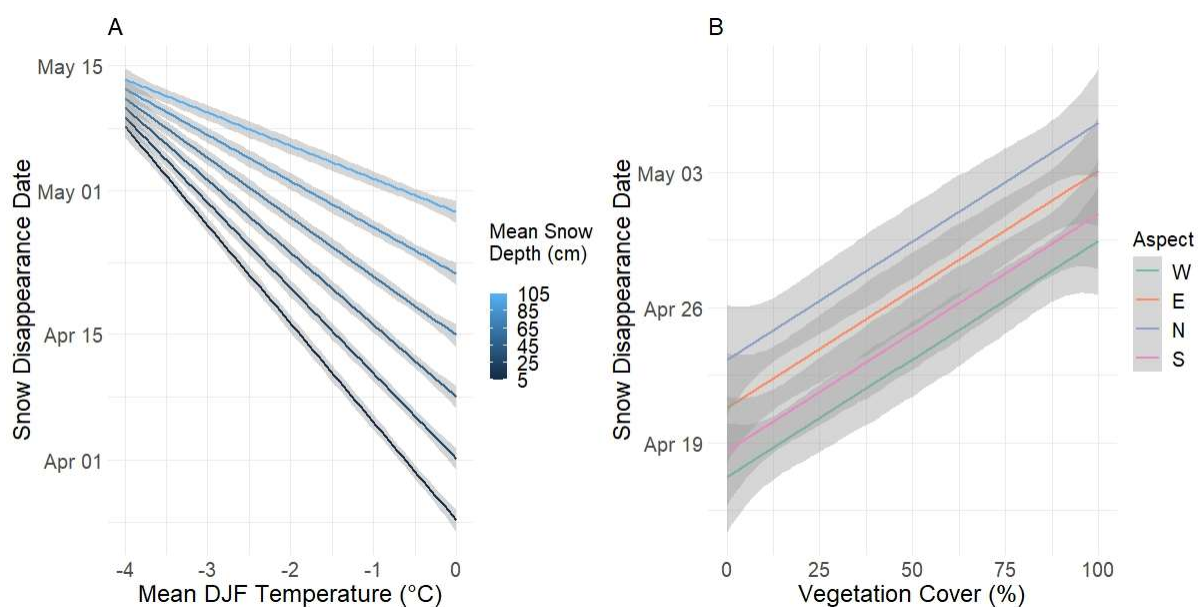 A
Snow Disappearance Date
May 15
May 01
Apr 15
Apr 01
-4 -3 -2 -1 0
Mean DJF Temperature (°C)
Mean Snow
Depth (cm)
105
85
65
45
25
5
B
Snow Disappearance Date
May 03
Apr 26
Apr 19
0 25 50 75 100
Vegetation Cover (%)
Aspect
W
E
N
S